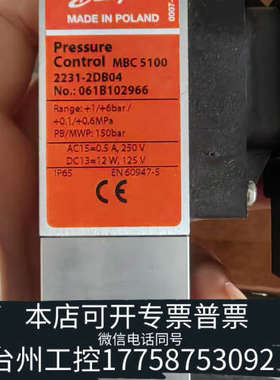 MADE IN POLAND
0007-
Pressure
Control MBC 5100
2231-2DB04
No.: 061B102966
Range: +1/+6bar /
+0.1/+0.6MPa
PB/MWP: 150bar
AC15=0.5 A, 250 V
DC13=12 W, 125 V
IP65 EN 60947-5
CE
本店可开专票普票
微信电话同号
台州工控17758753092